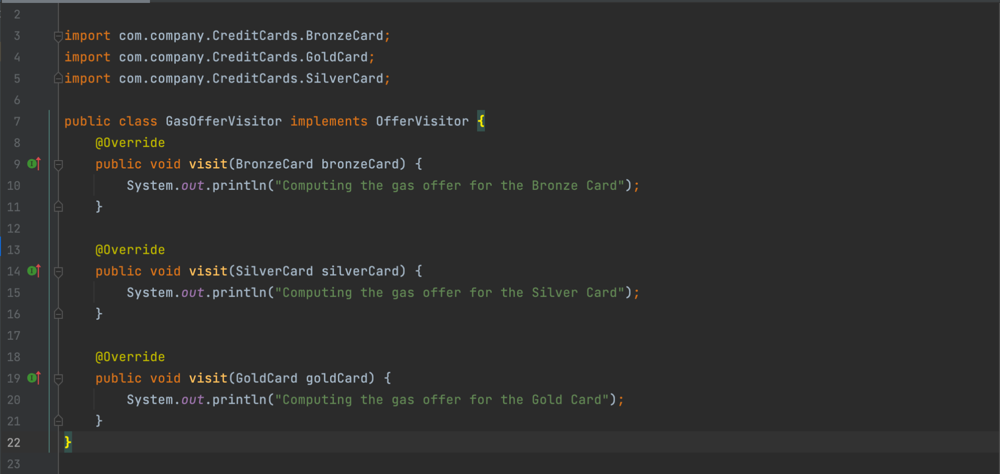 2
3 import com.company.CreditCards.BronzeCard;
4 import com.company.CreditCards.GoldCard;
5 import com.company.CreditCards.SilverCard;
6
7 public class GasOfferVisitor implements OfferVisitor {
8 @Override
9 public void visit(BronzeCard bronzeCard) {
10 System.out.println("Computing the gas offer for the Bronze Card");
11 }
12
13 @Override
14 public void visit(SilverCard silverCard) {
15 System.out.println("Computing the gas offer for the Silver Card");
16 }
17
18 @Override
19 public void visit(GoldCard goldCard) {
20 System.out.println("Computing the gas offer for the Gold Card");
21 }
22 }
23